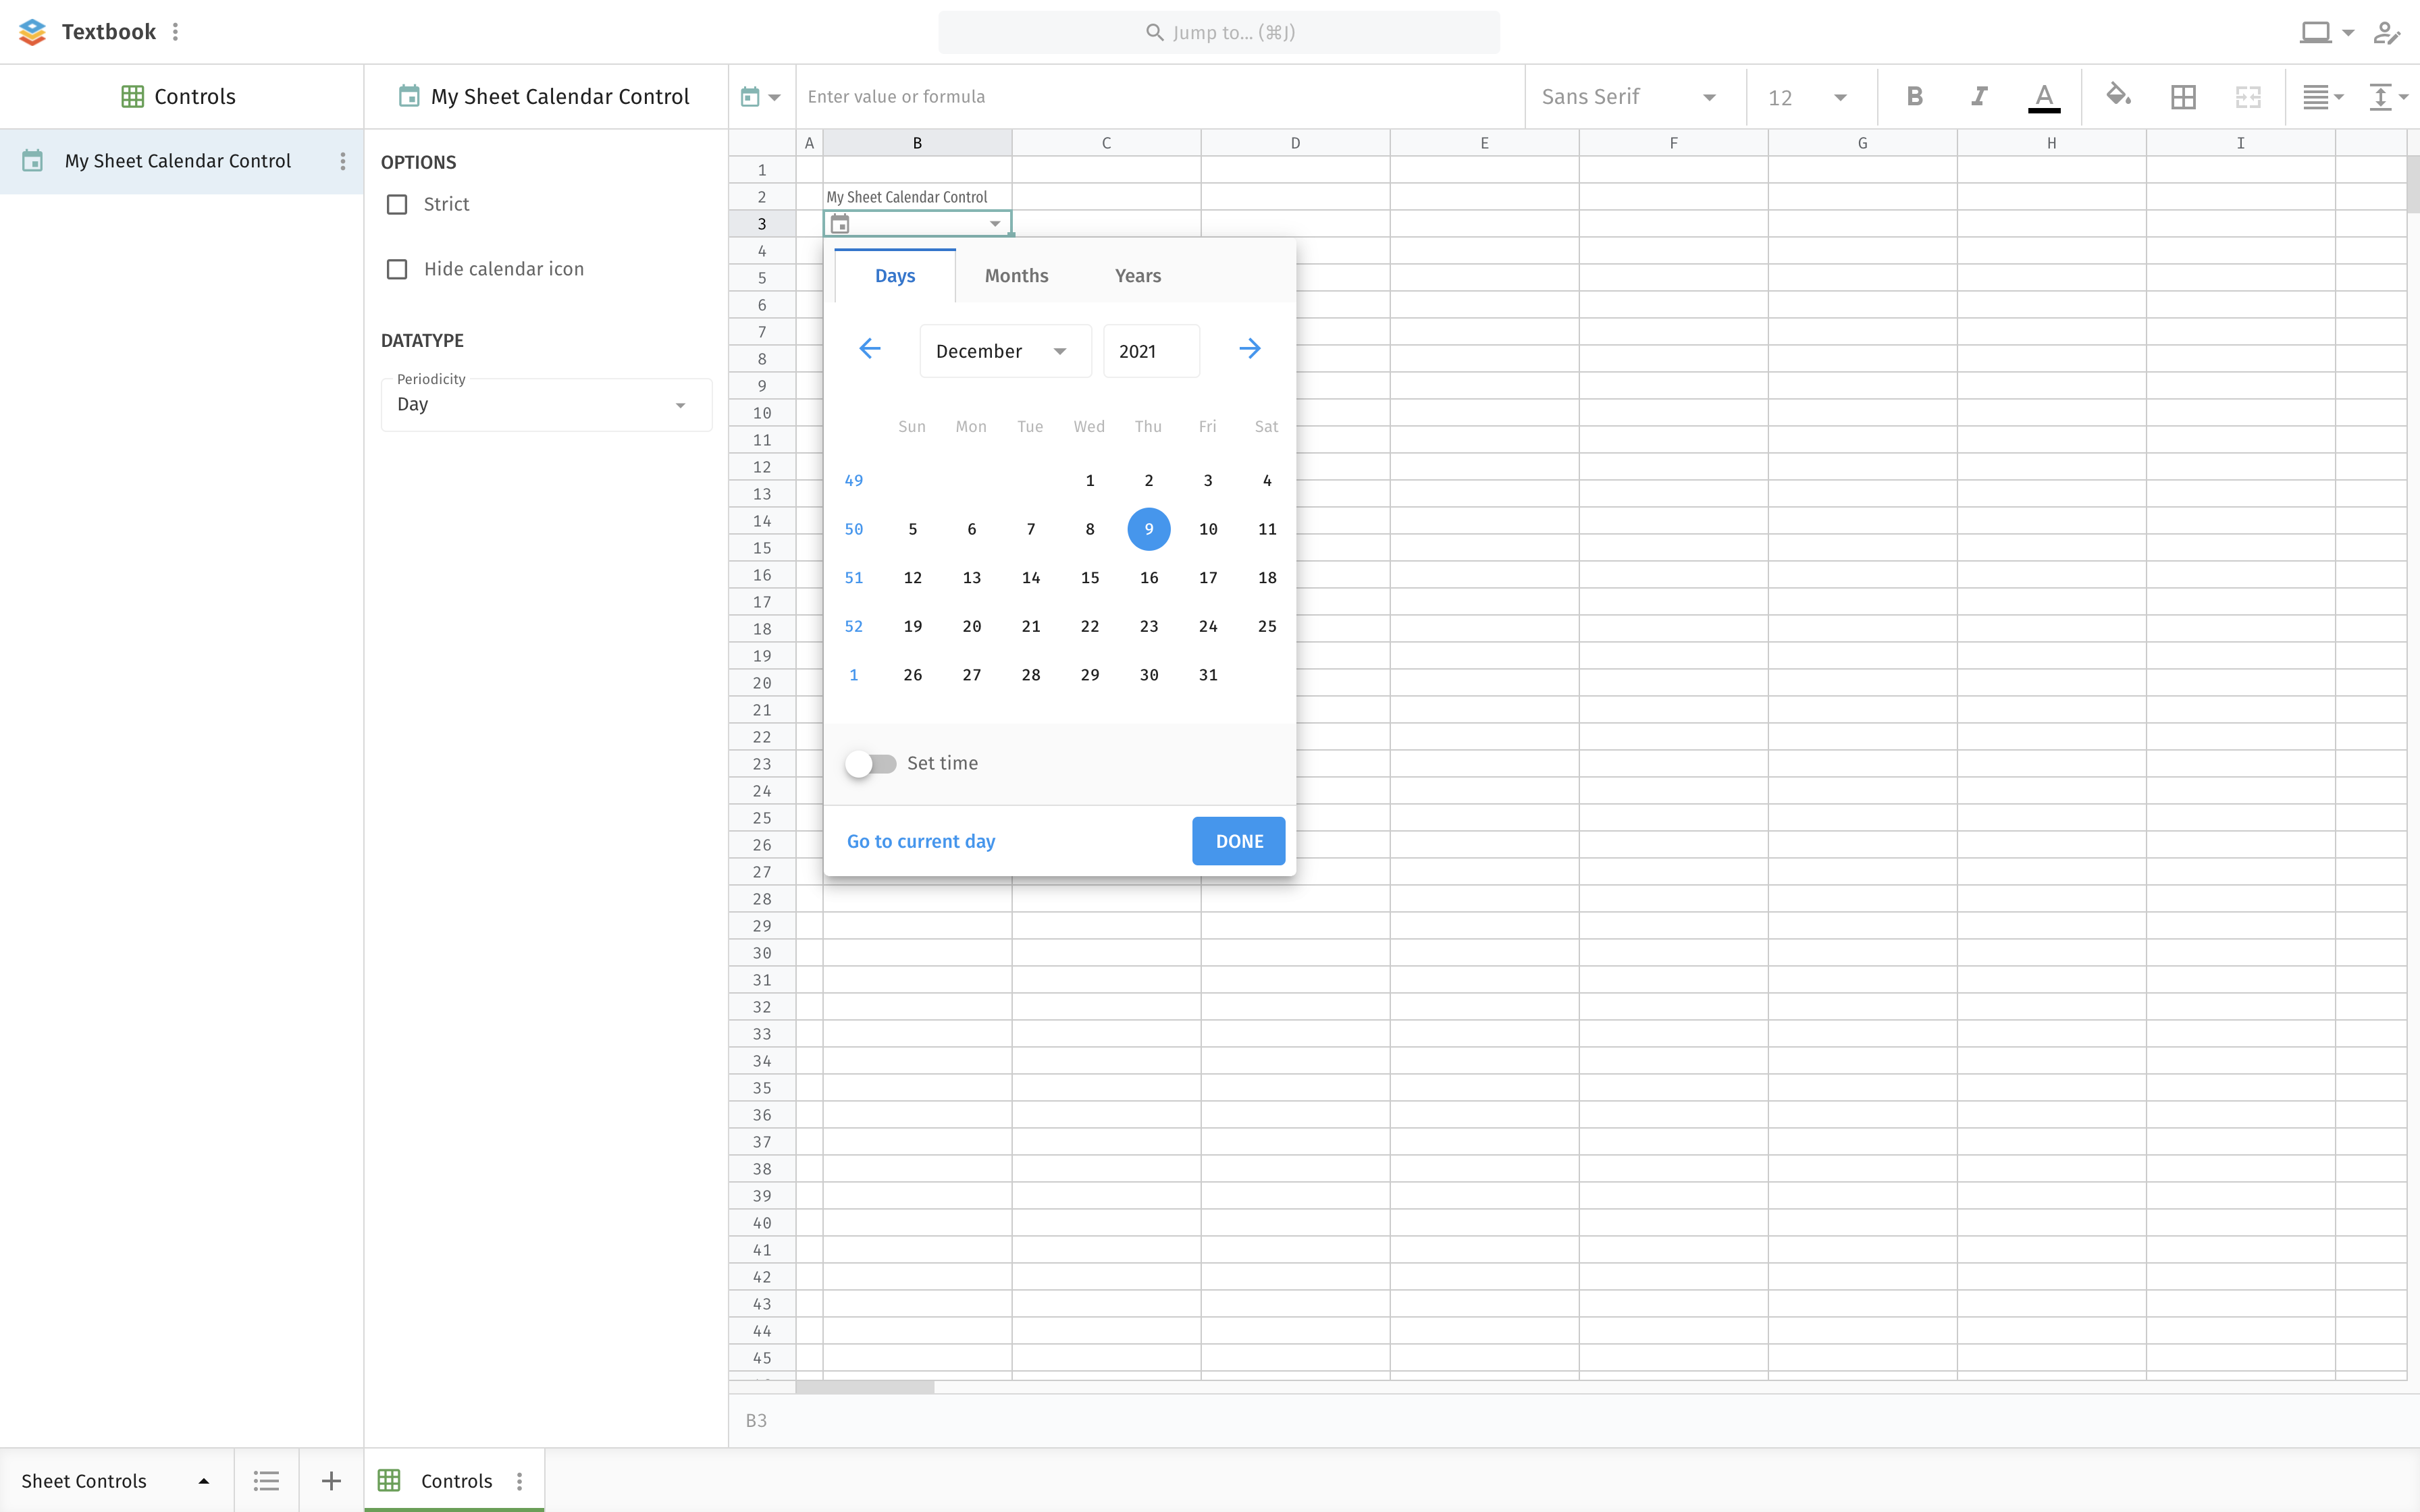 Textbook
Jump to... (⌘J)
Controls
My Sheet Calendar Control
Enter value or formula
Sans Serif
12
B
I
A
My Sheet Calendar Control
OPTIONS
Strict
Hide calendar icon
DATATYPE
Periodicity
Day
A B C D E F G H I
1
2 My Sheet Calendar Control
3
4
5
6
7
8
9
10
11
12
13
14
15
16
17
18
19
20
21
22
23
24
25
26
27
28
29
30
31
32
33
34
35
36
37
38
39
40
41
42
43
44
45
Days Months Years
December 2021
Sun Mon Tue Wed Thu Fri Sat
49 1 2 3 4
50 5 6 7 8 9 10 11
51 12 13 14 15 16 17 18
52 19 20 21 22 23 24 25
1 26 27 28 29 30 31
Set time
Go to current day DONE
B3
Sheet Controls
Controls